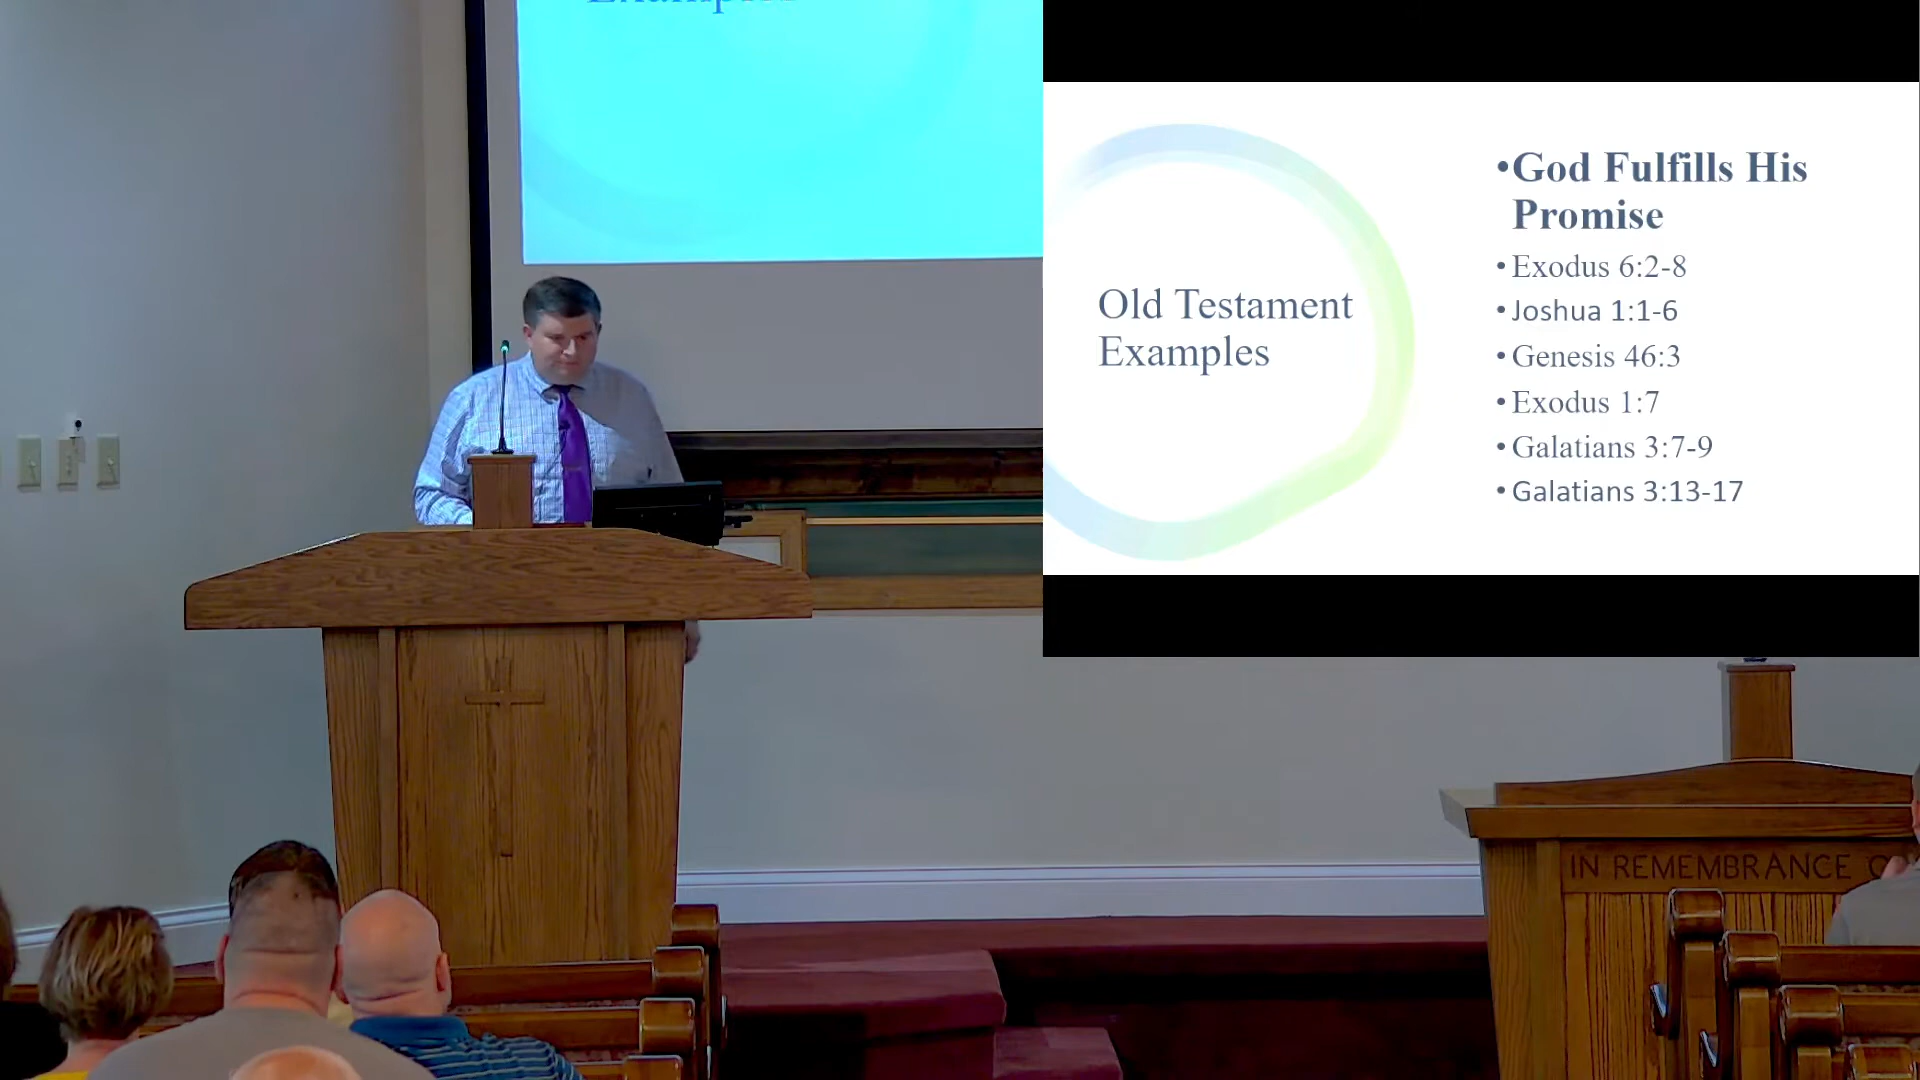 Examples
Old Testament
Examples
•God Fulfills His
Promise
• Exodus 6:2-8
• Joshua 1:1-6
• Genesis 46:3
• Exodus 1:7
• Galatians 3:7-9
• Galatians 3:13-17
IN REMEMBRANCE O